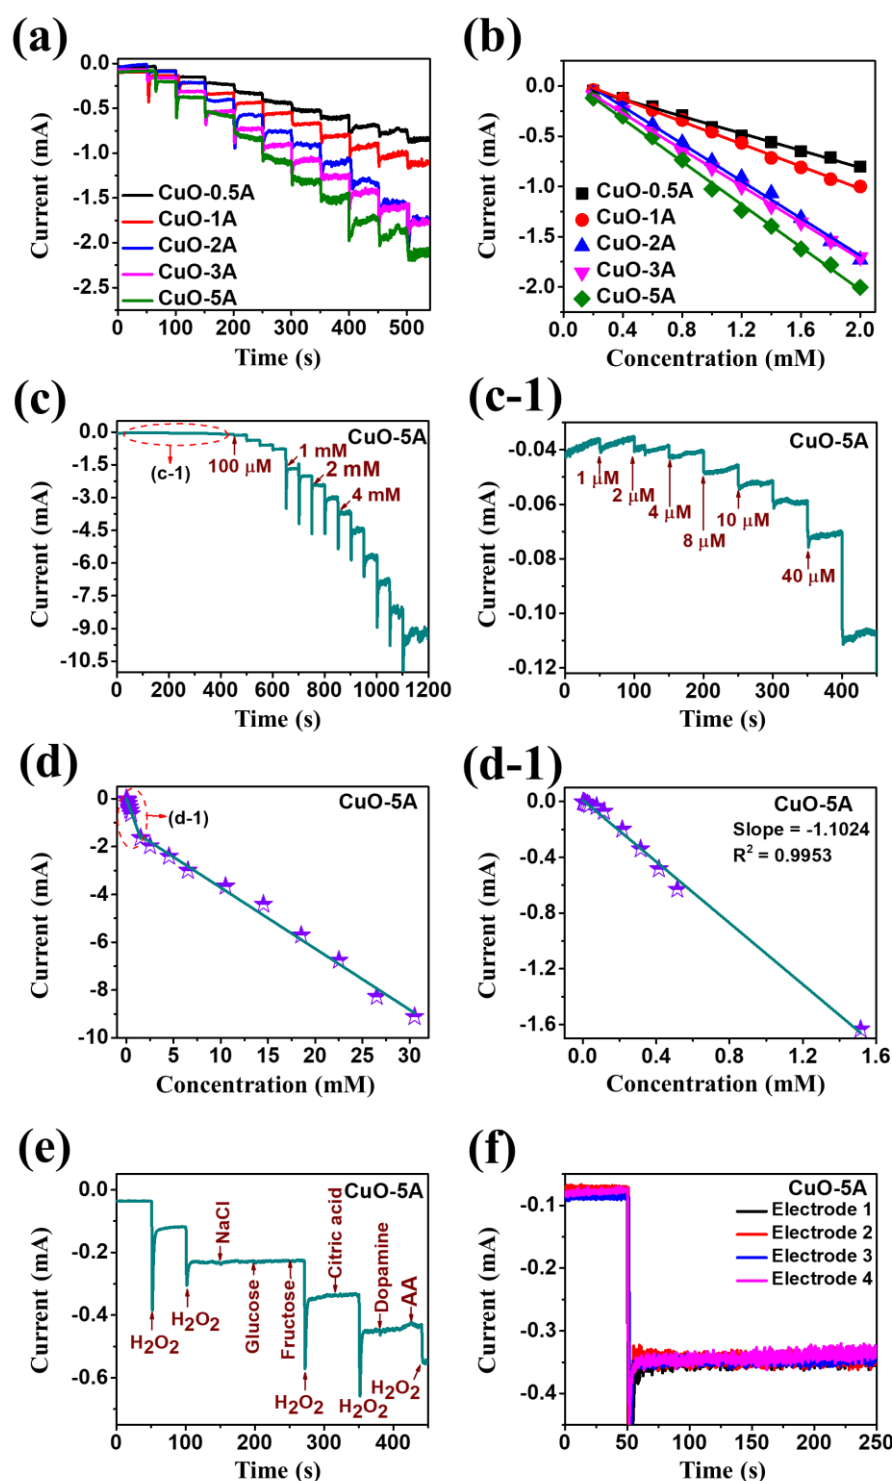 (a)
0.0
-0.5
-1.0
-1.5
-2.0
-2.5
Current (mA)
CuO-0.5A
CuO-1A
CuO-2A
CuO-3A
CuO-5A
0 100 200 300 400 500
Time (s)
(b)
0.0
-0.5
-1.0
-1.5
-2.0
Current (mA)
CuO-0.5A
CuO-1A
CuO-2A
CuO-3A
CuO-5A
0.0 0.4 0.8 1.2 1.6 2.0
Concentration (mM)
(c)
0.0
-1.5
-3.0
-4.5
-6.0
-7.5
-9.0
-10.5
Current (mA)
CuO-5A
(c-1)
100 μM
1 mM
2 mM
4 mM
0 200 400 600 800 1000 1200
Time (s)
(c-1)
-0.04
-0.06
-0.08
-0.10
-0.12
Current (mA)
CuO-5A
1 μM
2 μM
4 μM
8 μM
10 μM
40 μM
0 100 200 300 400
Time (s)
(d)
0
-2
-4
-6
-8
-10
Current (mA)
CuO-5A
(d-1)
0 5 10 15 20 25 30
Concentration (mM)
(d-1)
0.0
-0.4
-0.8
-1.2
-1.6
Current (mA)
CuO-5A
Slope = -1.1024
R² = 0.9953
0.0 0.4 0.8 1.2 1.6
Concentration (mM)
(e)
0.0
-0.2
-0.4
-0.6
Current (mA)
CuO-5A
H₂O₂
H₂O₂
NaCl
Glucose
Fructose
H₂O₂
Citric acid
H₂O₂
Dopamine
AA
H₂O₂
0 100 200 300 400
Time (s)
(f)
-0.1
-0.2
-0.3
-0.4
Current (mA)
CuO-5A
Electrode 1
Electrode 2
Electrode 3
Electrode 4
0 50 100 150 200 250
Time (s)